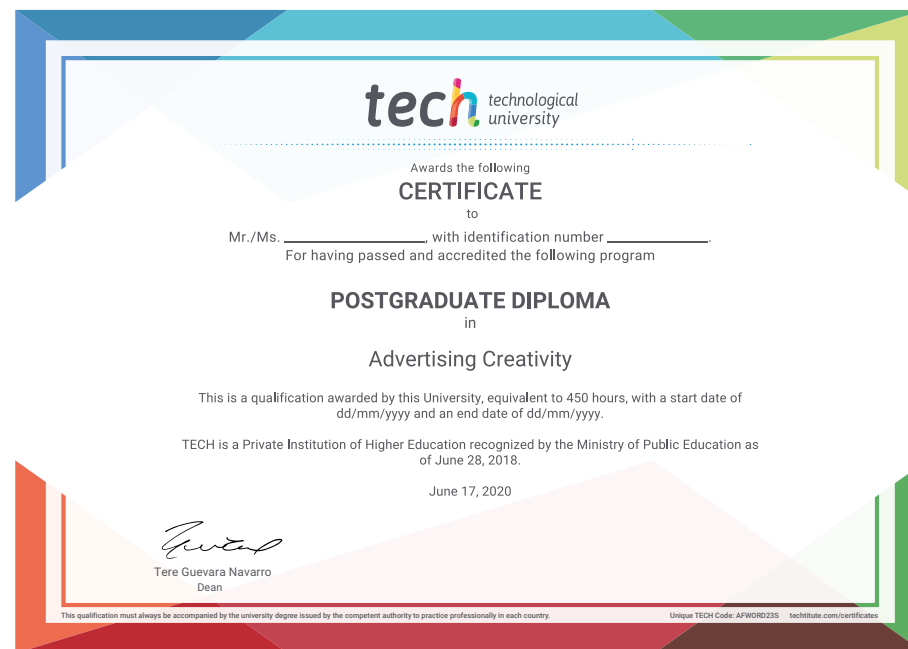 tech technological
university
Awards the following
CERTIFICATE
to
Mr./Ms. ____________________, with identification number ______________.
For having passed and accredited the following program
POSTGRADUATE DIPLOMA
in
Advertising Creativity
This is a qualification awarded by this University, equivalent to 450 hours, with a start date of
dd/mm/yyyy and an end date of dd/mm/yyyy.
TECH is a Private Institution of Higher Education recognized by the Ministry of Public Education as
of June 28, 2018.
June 17, 2020
Tere Guevara Navarro
Dean
This qualification must always be accompanied by the university degree issued by the competent authority to practice professionally in each country. Unique TECH Code: AFWORD23S techtitute.com/certificates